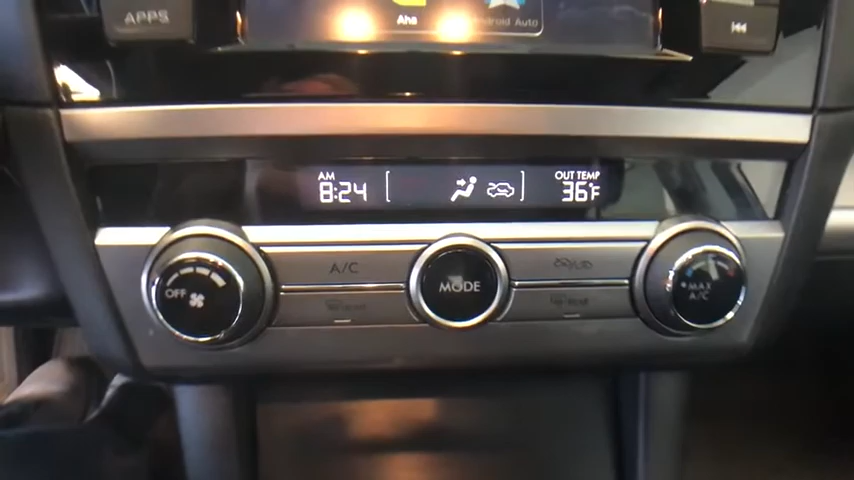 APPS
Aha
Android Auto
AM
8:24
OUT TEMP
36°F
A/C
OFF
MODE
MAX
A/C